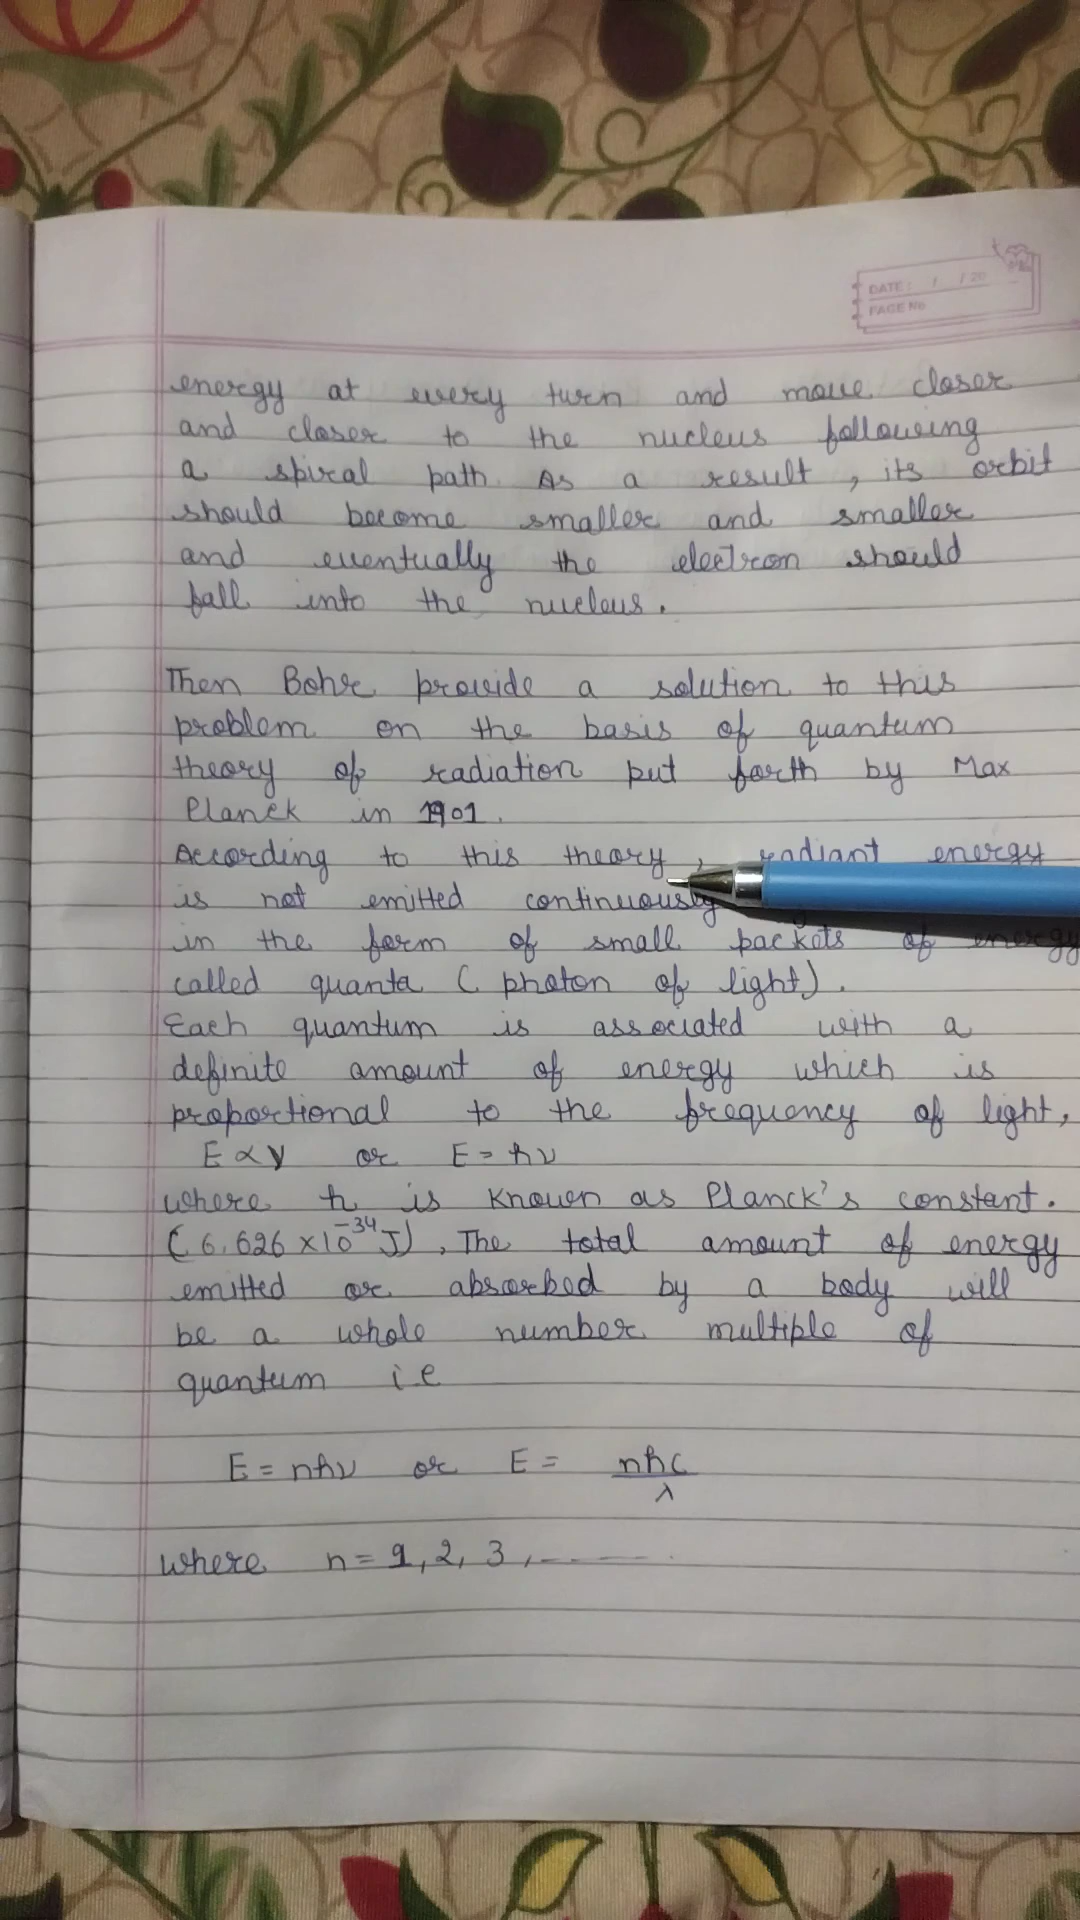 DATE: / /20
PAGE NO
energy at every turn and move closer
and closer to the nucleus following
a spiral path. As a result, its orbit
should become smaller and smaller
and eventually the electron should
fall into the nucleus.
Then Bohr provide a solution to this
problem on the basis of quantum
theory of radiation put forth by Max
Planck in 1901.
According to this theory, radiant energy
is not emitted continuously
in the form of small packets of energy
called quanta ( photon of light).
Each quantum is associated with a
definite amount of energy which is
proportional to the frequency of light,
E ∝ ν or E = hν
where h is known as Planck's constant.
(6.626 ×10⁻³⁴J), The total amount of energy
emitted or absorbed by a body will
be a whole number multiple of
quantum i e
E = nhν or E = nhc
λ
where n = 1, 2, 3, -----